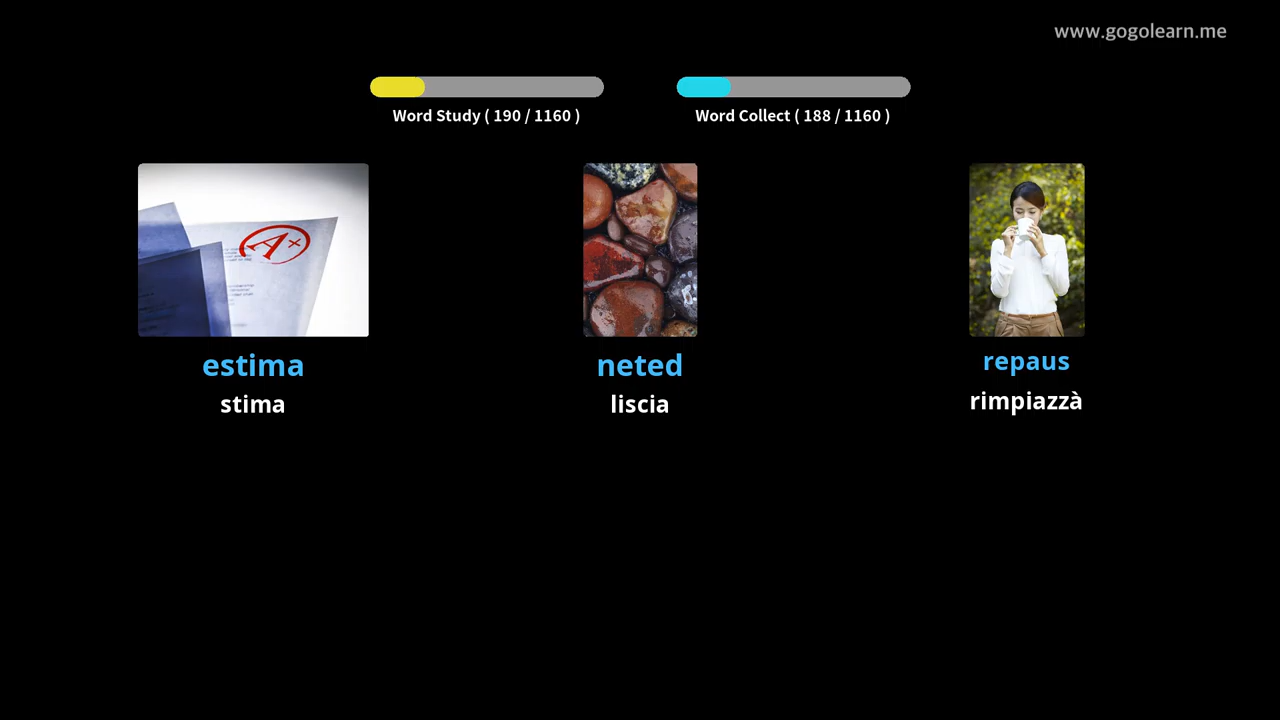 www.gogolearn.me
Word Study ( 190 / 1160 )
Word Collect ( 188 / 1160 )
A+
estima
neted
repaus
stima
liscia
rimpiazzà